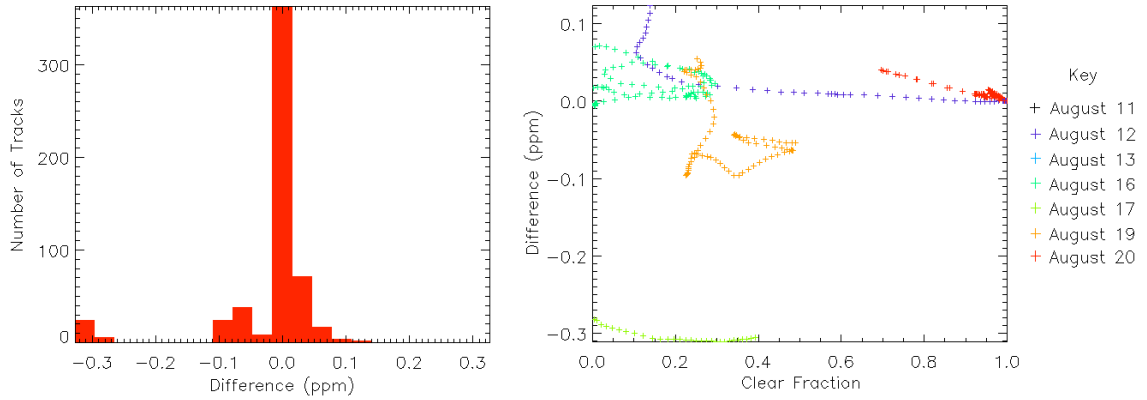 300
200
100
0
Number of Tracks
-0.3
-0.2
-0.1
0.0
0.1
0.2
0.3
Difference (ppm)
0.1
0.0
-0.1
-0.2
-0.3
Difference (ppm)
0.0
0.2
0.4
0.6
0.8
1.0
Clear Fraction
Key
August 11
August 12
August 13
August 16
August 17
August 19
August 20